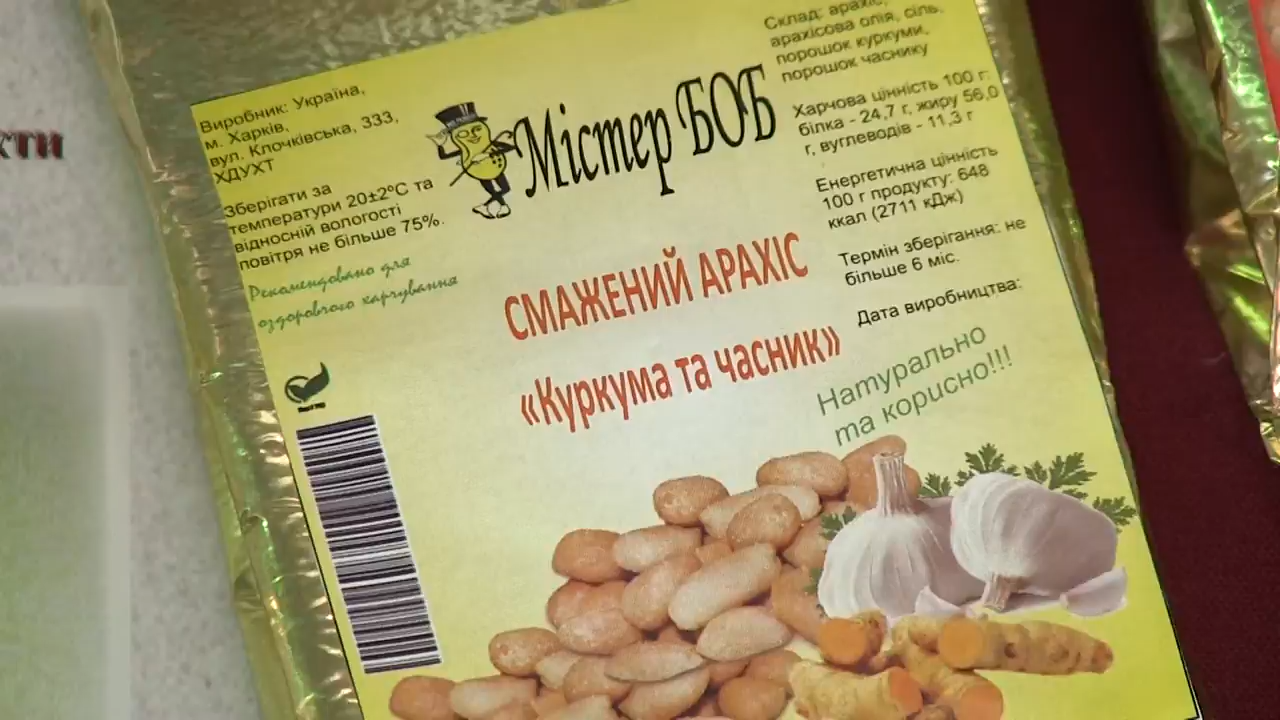 кти
Виробник: Україна,
м. Харків,
вул. Клочківська, 333,
ХДУХТ
Зберігати за
температури 20±2°С та
відносній вологості
повітря не більше 75%.
Рекомендовано для
оздоровчого харчування
Містер БОБ
СМАЖЕНИЙ АРАХІС
«Куркума та часник»
Склад: арахіс,
арахісова олія, сіль,
порошок куркуми,
порошок часнику
Харчова цінність 100 г:
білка - 24,7 г, жиру 56,0
г, вуглеводів - 11,3 г
Енергетична цінність
100 г продукту: 648
ккал (2711 кДж)
Термін зберігання: не
більше 6 міс.
Дата виробництва:
Натурально
та корисно!!!